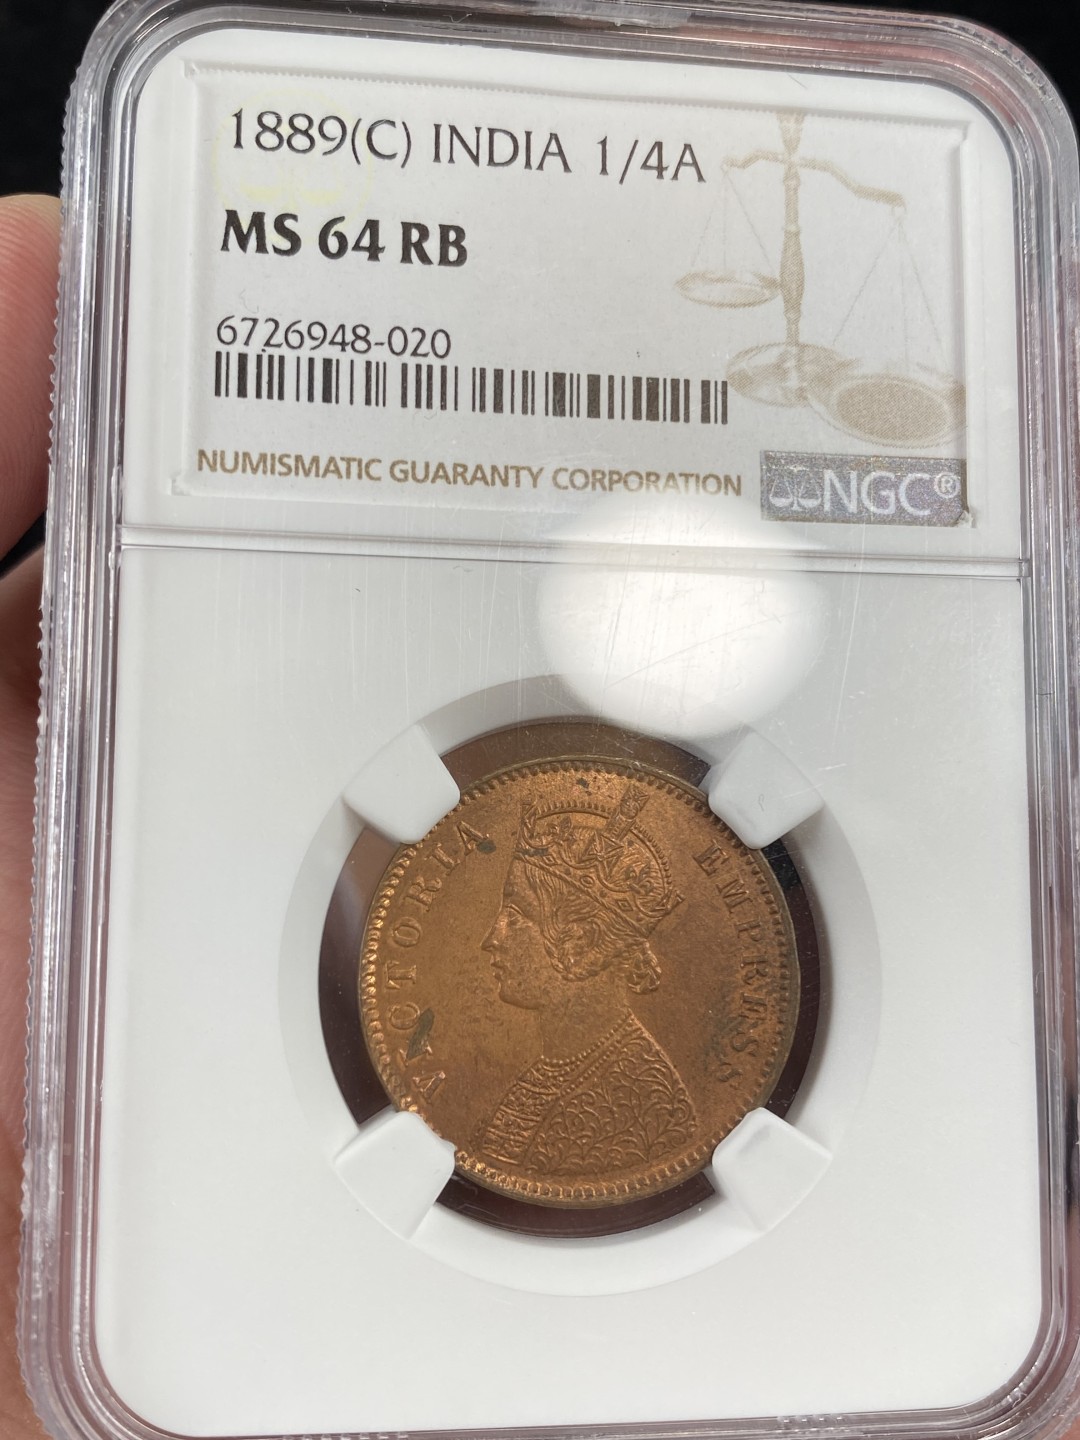 1889(C) INDIA 1/4A
MS 64 RB
6726948-020
NUMISMATIC GUARANTY CORPORATION
NGC®
VICTORIA EMPRESS